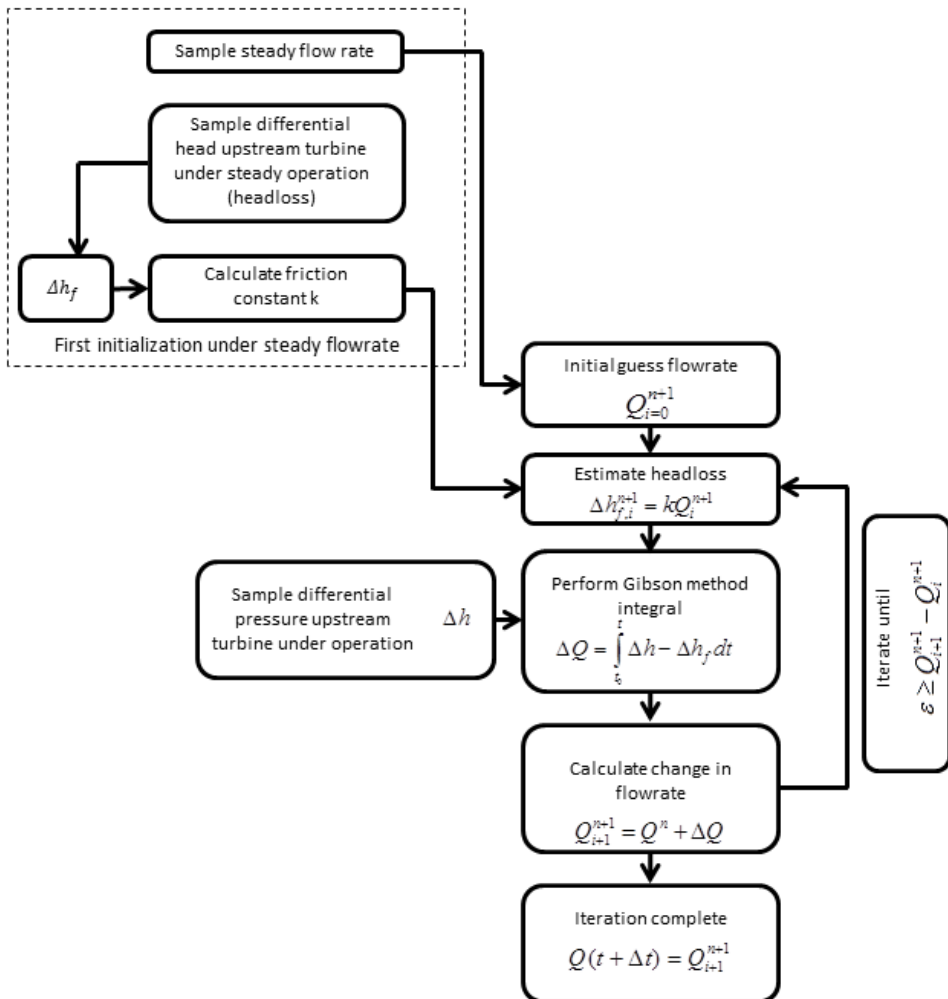 Sample steady flow rate
Sample differential
head upstream turbine
under steady operation
(headloss)
Δh_f
Calculate friction
constant k
First initialization under steady flowrate
Initial guess flowrate
Q_{i=0}^{n+1}
Estimate headloss
Δh_{f,i}^{n+1} = kQ_i^{n+1}
Sample differential
pressure upstream
turbine under operation
Δh
Perform Gibson method
integral
ΔQ = ∫_{t_0}^{t} Δh − Δh_f dt
Iterate until
ε ≥ Q_{i+1}^{n+1} − Q_i^{n+1}
Calculate change in
flowrate
Q_{i+1}^{n+1} = Q^n + ΔQ
Iteration complete
Q(t + Δt) = Q_{i+1}^{n+1}